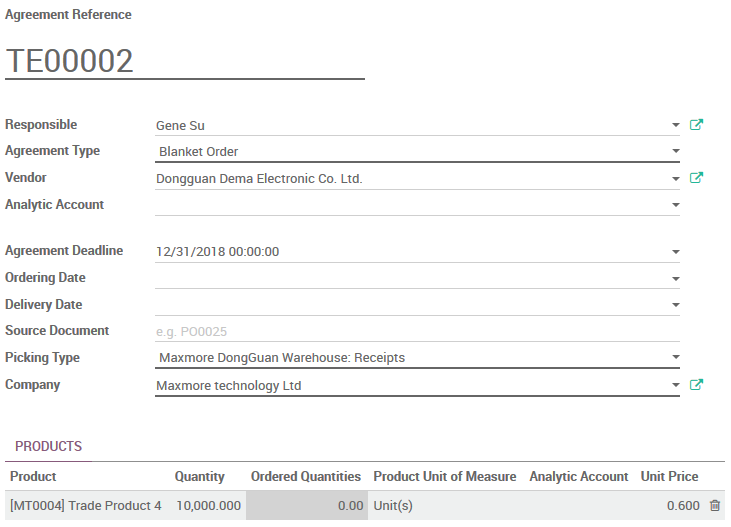 Agreement Reference
TE00002
Responsible Gene Su
Agreement Type Blanket Order
Vendor Dongguan Dema Electronic Co. Ltd.
Analytic Account
Agreement Deadline 12/31/2018 00:00:00
Ordering Date
Delivery Date
Source Document e.g. PO0025
Picking Type Maxmore DongGuan Warehouse: Receipts
Company Maxmore technology Ltd
PRODUCTS
Product Quantity Ordered Quantities Product Unit of Measure Analytic Account Unit Price
[MT0004] Trade Product 4 10,000.000 0.00 Unit(s) 0.600